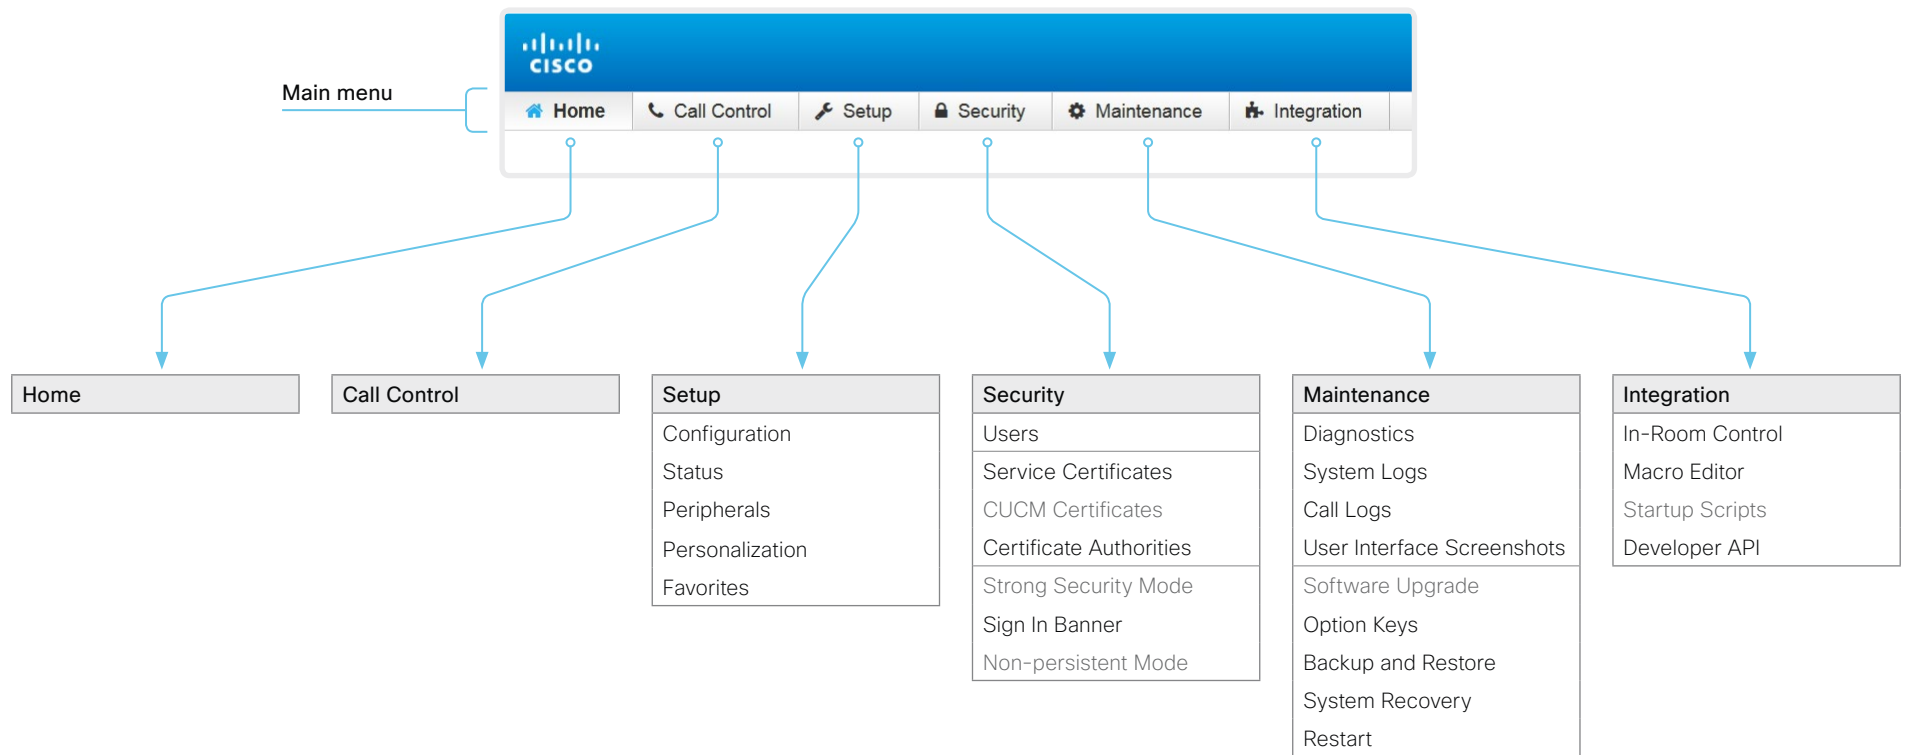 CISCO
Main menu
Home Call Control Setup Security Maintenance Integration
Home
Call Control
Setup
Configuration
Status
Peripherals
Personalization
Favorites
Security
Users
Service Certificates
CUCM Certificates
Certificate Authorities
Strong Security Mode
Sign In Banner
Non-persistent Mode
Maintenance
Diagnostics
System Logs
Call Logs
User Interface Screenshots
Software Upgrade
Option Keys
Backup and Restore
System Recovery
Restart
Integration
In-Room Control
Macro Editor
Startup Scripts
Developer API